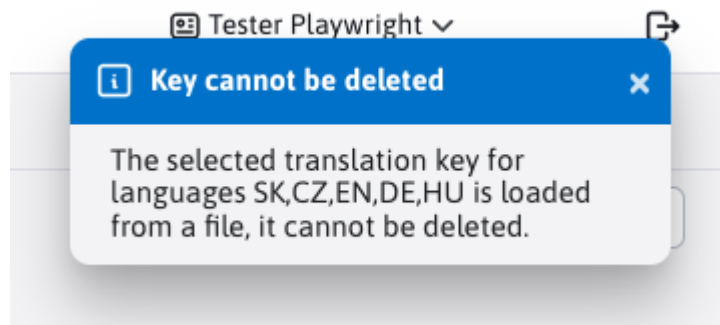 Tester Playwright
Key cannot be deleted
The selected translation key for
languages SK,CZ,EN,DE,HU is loaded
from a file, it cannot be deleted.